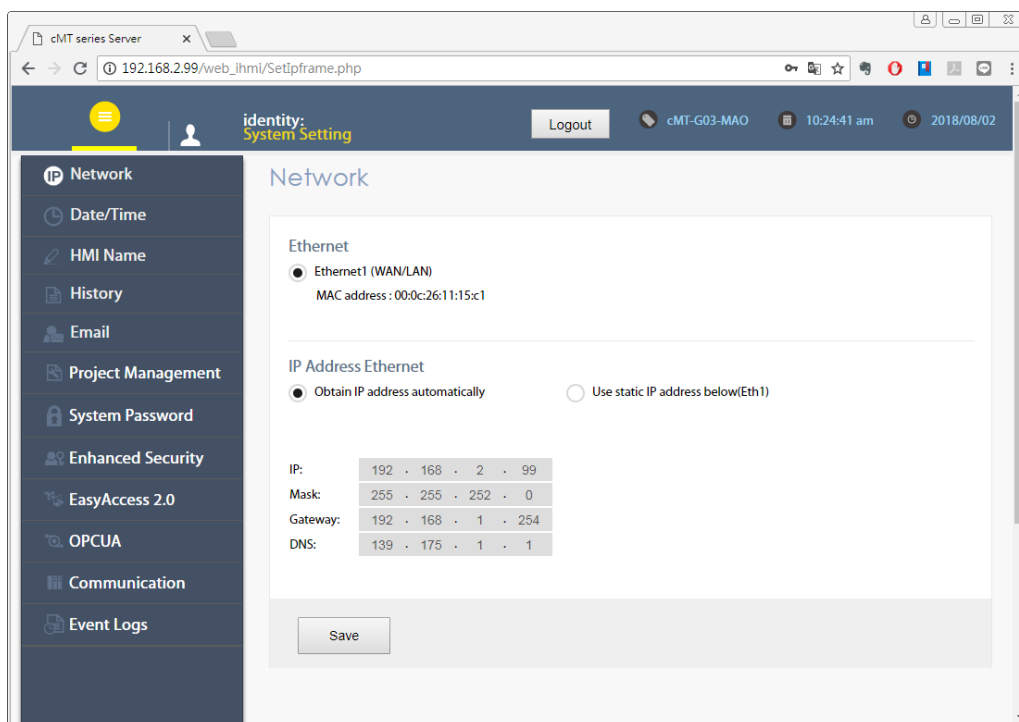 cMT series Server
192.168.2.99/web_ihmi/SetIpframe.php
identity:
System Setting
Logout
cMT-G03-MAO
10:24:41 am
2018/08/02
IP Network
Date/Time
HMI Name
History
Email
Project Management
System Password
Enhanced Security
EasyAccess 2.0
OPCUA
Communication
Event Logs
Network
Ethernet
Ethernet1 (WAN/LAN)
MAC address : 00:0c:26:11:15:c1
IP Address Ethernet
Obtain IP address automatically
Use static IP address below(Eth1)
IP: 192 . 168 . 2 . 99
Mask: 255 . 255 . 252 . 0
Gateway: 192 . 168 . 1 . 254
DNS: 139 . 175 . 1 . 1
Save